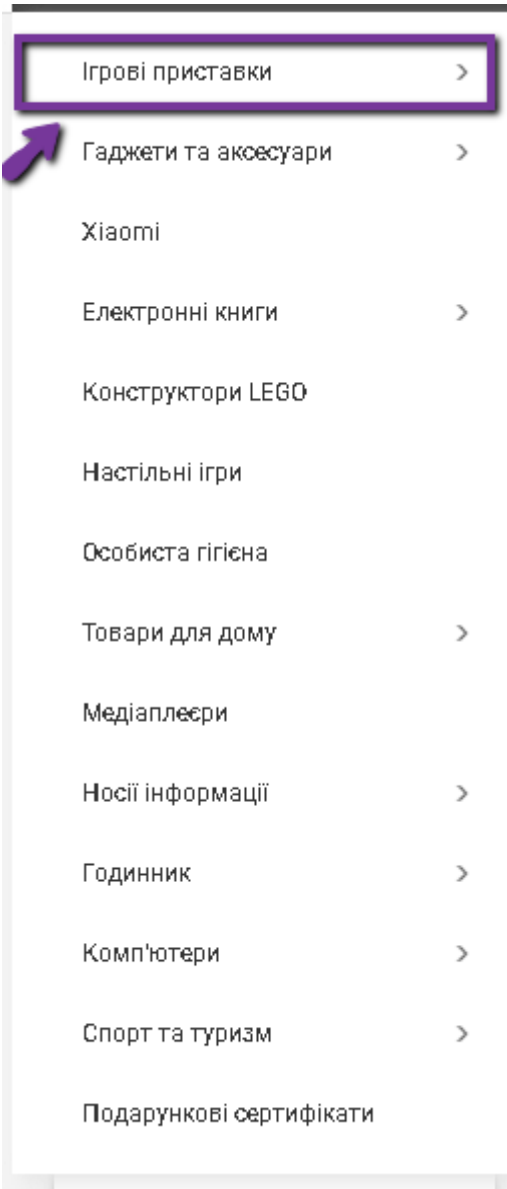 Ігрові приставки
Гаджети та аксесуари
Xiaomi
Електронні книги
Конструктори LEGO
Настільні ігри
Особиста гігієна
Товари для дому
Медіаплеєри
Носії інформації
Годинник
Комп'ютери
Спорт та туризм
Подарункові сертифікати